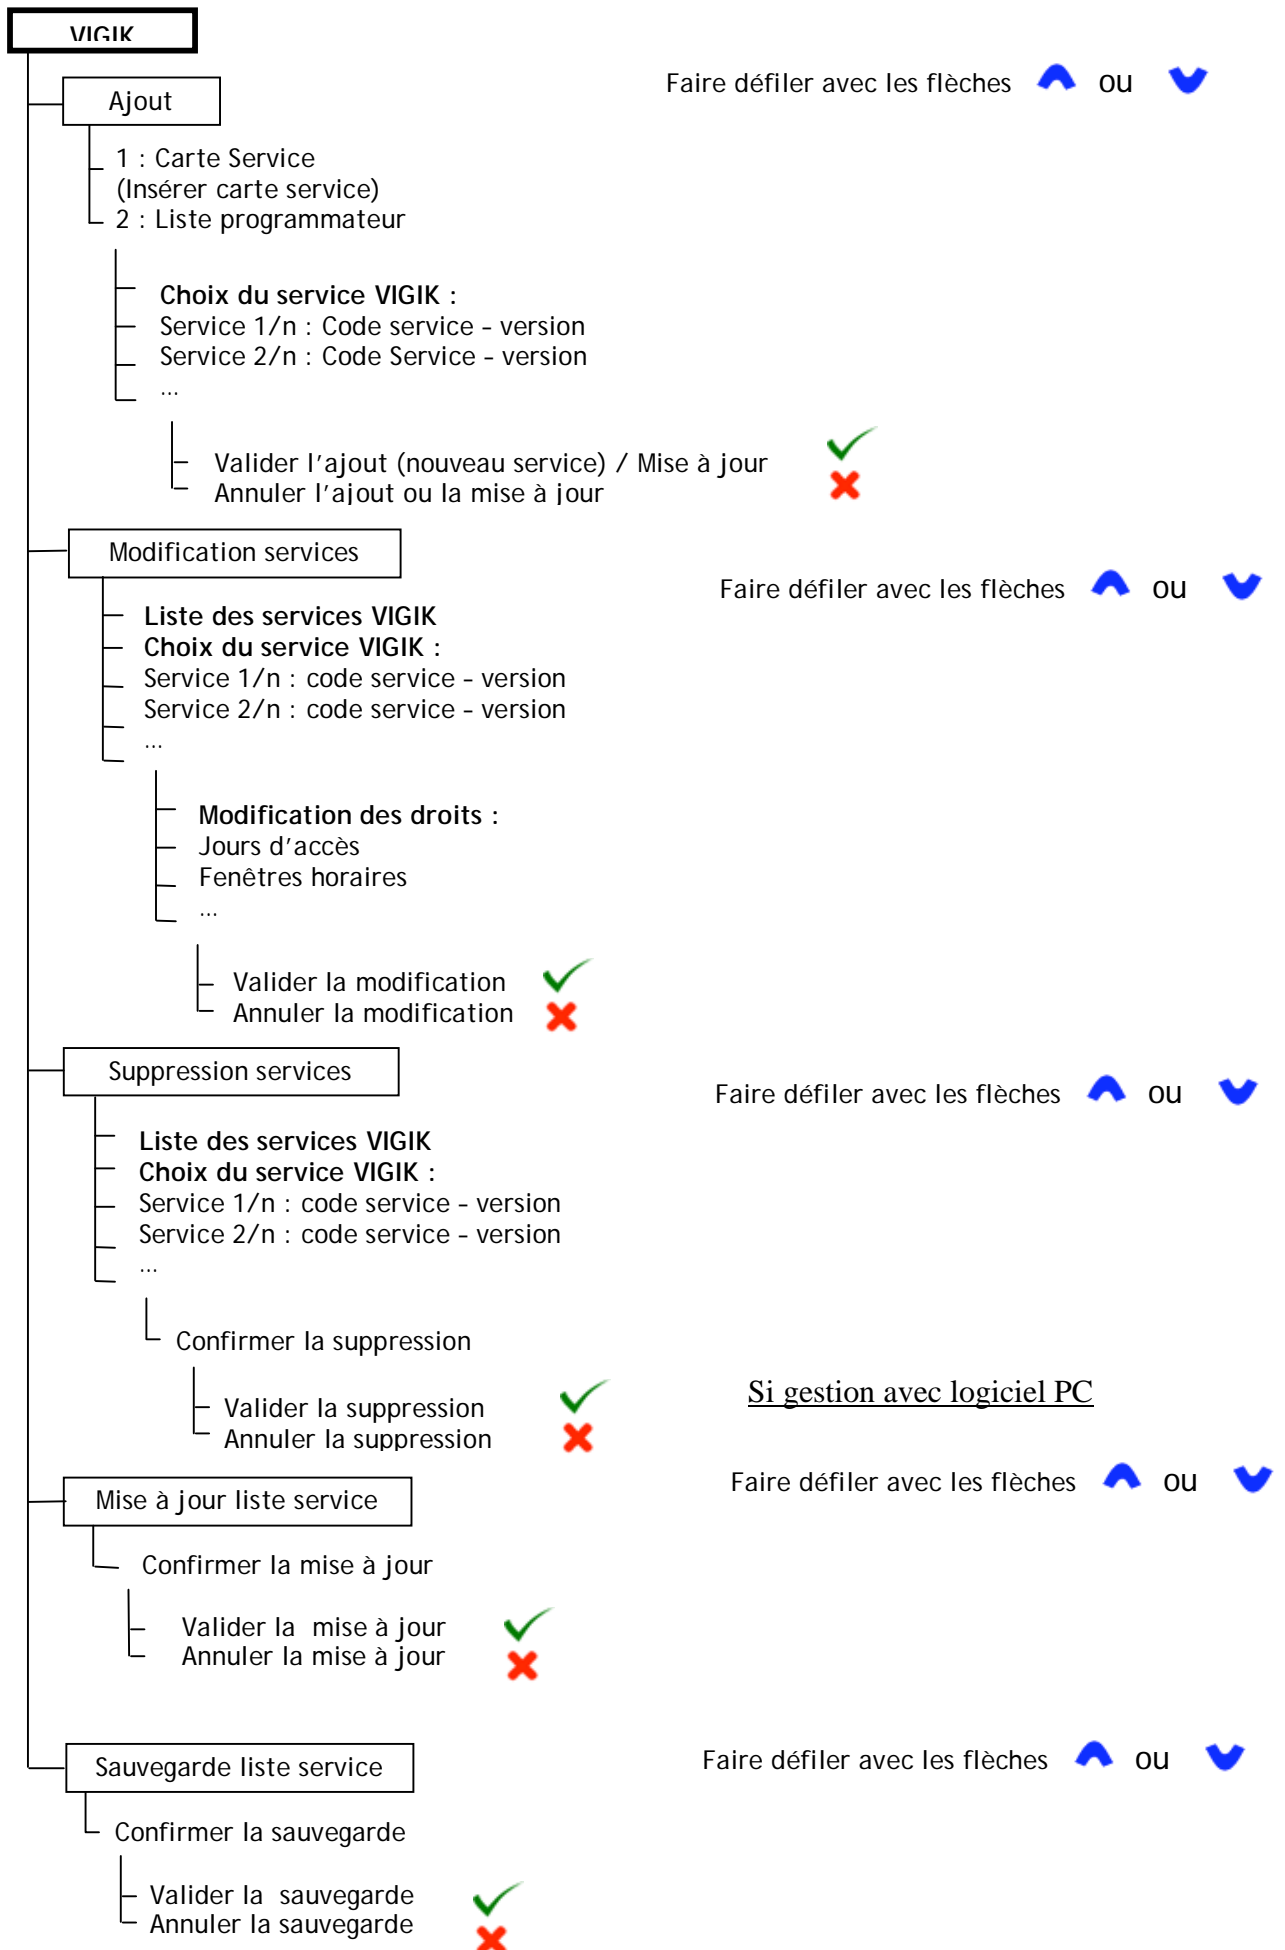 VIGIK
Faire défiler avec les flèches ou
Ajout
1 : Carte Service
(Insérer carte service)
2 : Liste programmateur
Choix du service VIGIK :
Service 1/n : Code service - version
Service 2/n : Code Service - version
...
Valider l'ajout (nouveau service) / Mise à jour
Annuler l'ajout ou la mise à jour
Modification services
Faire défiler avec les flèches ou
Liste des services VIGIK
Choix du service VIGIK :
Service 1/n : code service - version
Service 2/n : code service - version
...
Modification des droits :
Jours d'accès
Fenêtres horaires
...
Valider la modification
Annuler la modification
Suppression services
Faire défiler avec les flèches ou
Liste des services VIGIK
Choix du service VIGIK :
Service 1/n : code service - version
Service 2/n : code service - version
...
Confirmer la suppression
Si gestion avec logiciel PC
Valider la suppression
Annuler la suppression
Faire défiler avec les flèches ou
Mise à jour liste service
Confirmer la mise à jour
Valider la mise à jour
Annuler la mise à jour
Faire défiler avec les flèches ou
Sauvegarde liste service
Confirmer la sauvegarde
Valider la sauvegarde
Annuler la sauvegarde